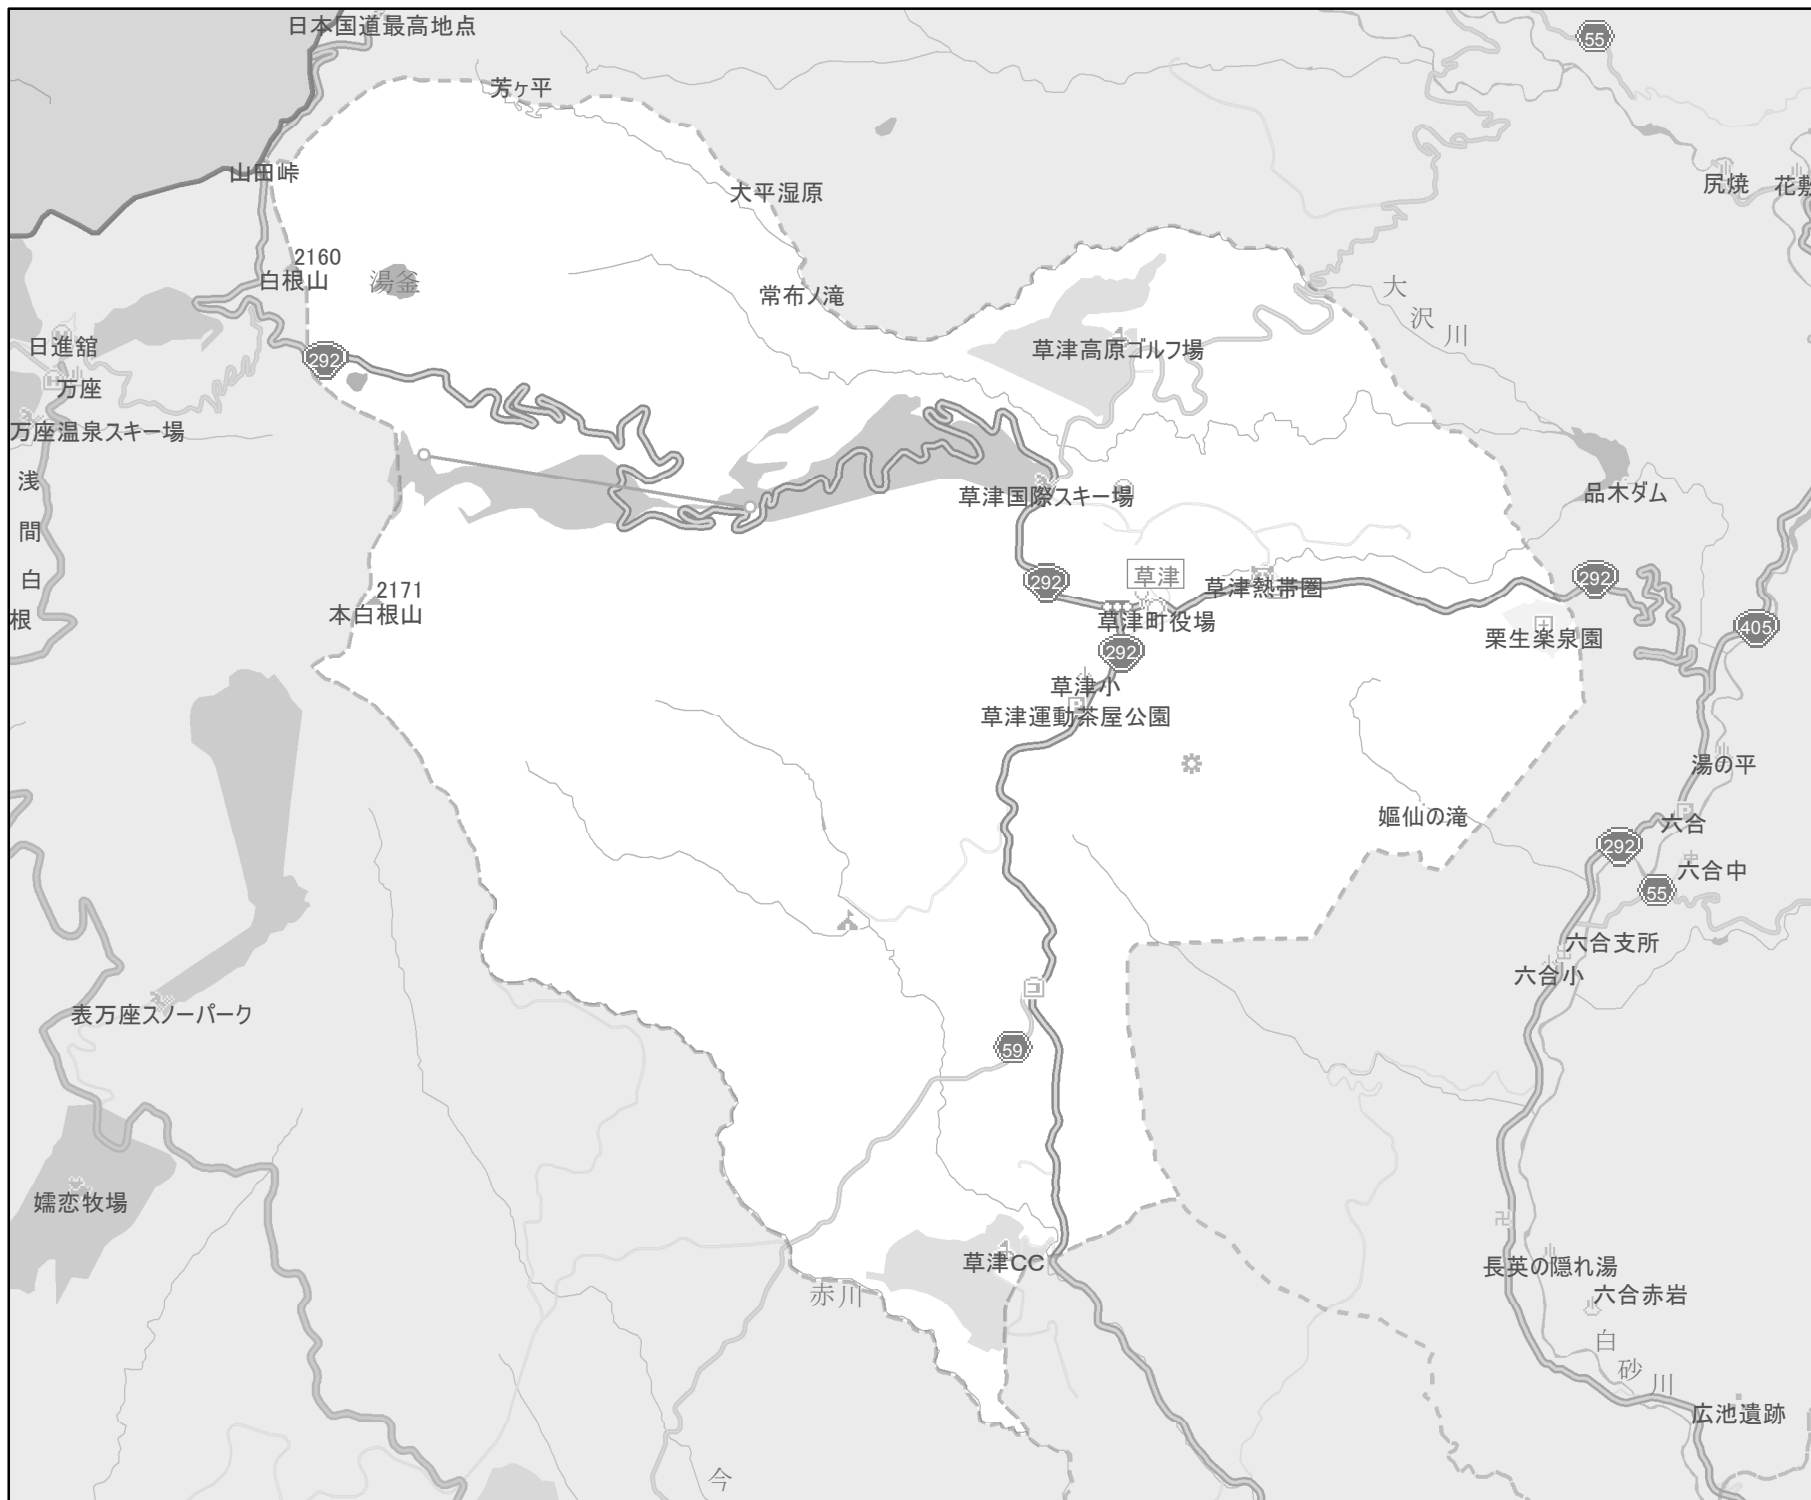 日本国道最高地点
55
芳ヶ平
山田峠
大平湿原
尻焼
花敷
2160
白根山
湯釜
常布ノ滝
大沢川
日進舘
292
草津高原ゴルフ場
万座
万座温泉スキー場
浅間白根
草津国際スキー場
品木ダム
2171
本白根山
292
草津
草津熱帯圏
292
草津町役場
405
栗生楽泉園
292
草津小
草津運動茶屋公園
湯の平
嫗仙の滝
六合
292
六合中
55
六合支所
六合小
表万座スノーパーク
59
嬬恋牧場
草津CC
長英の隠れ湯
赤川
六合赤岩
白砂川
広池遺跡
今